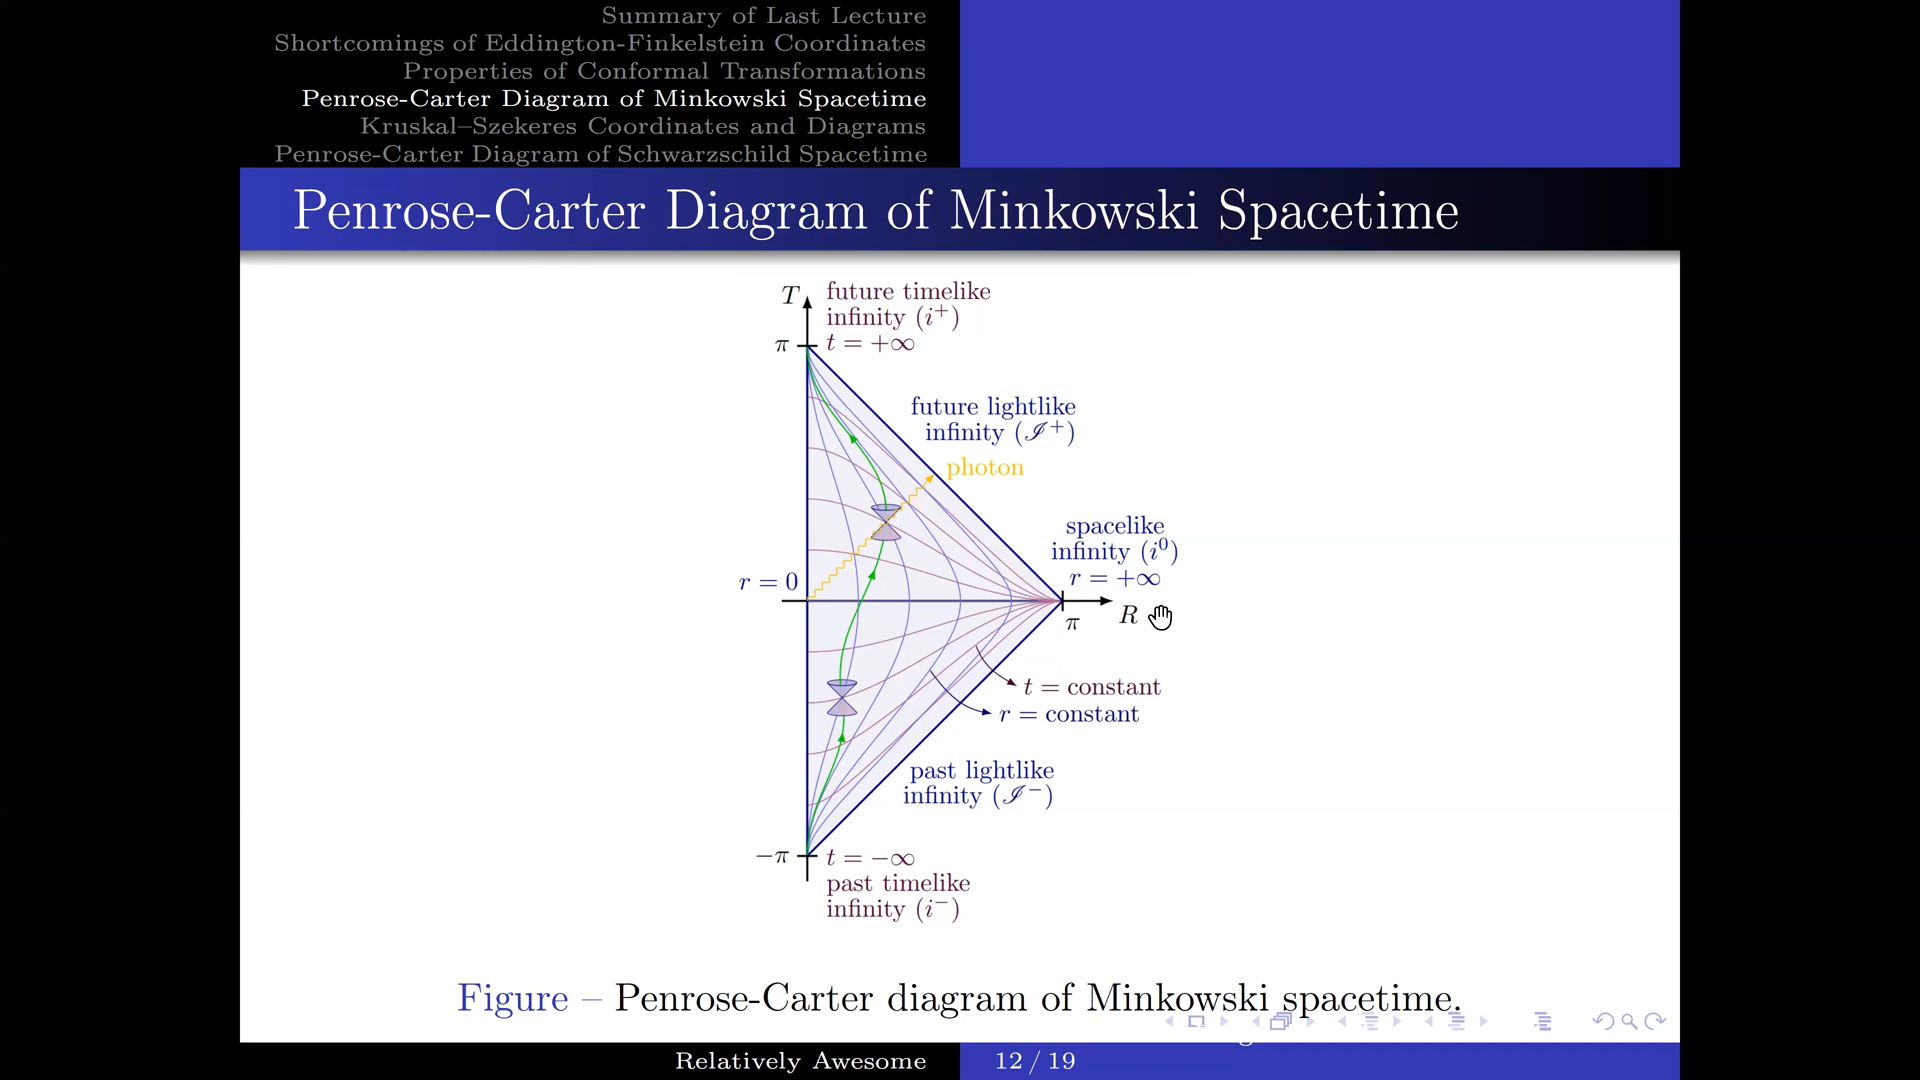 Summary of Last Lecture
Shortcomings of Eddington-Finkelstein Coordinates
Properties of Conformal Transformations
Penrose-Carter Diagram of Minkowski Spacetime
Kruskal–Szekeres Coordinates and Diagrams
Penrose-Carter Diagram of Schwarzschild Spacetime
Penrose-Carter Diagram of Minkowski Spacetime
T
future timelike
infinity (i⁺)
π
t = +∞
future lightlike
infinity (ℐ⁺)
photon
spacelike
infinity (i⁰)
r = +∞
r = 0
π
R
t = constant
r = constant
past lightlike
infinity (ℐ⁻)
−π
t = −∞
past timelike
infinity (i⁻)
Figure – Penrose-Carter diagram of Minkowski spacetime.
Relatively Awesome
12 / 19